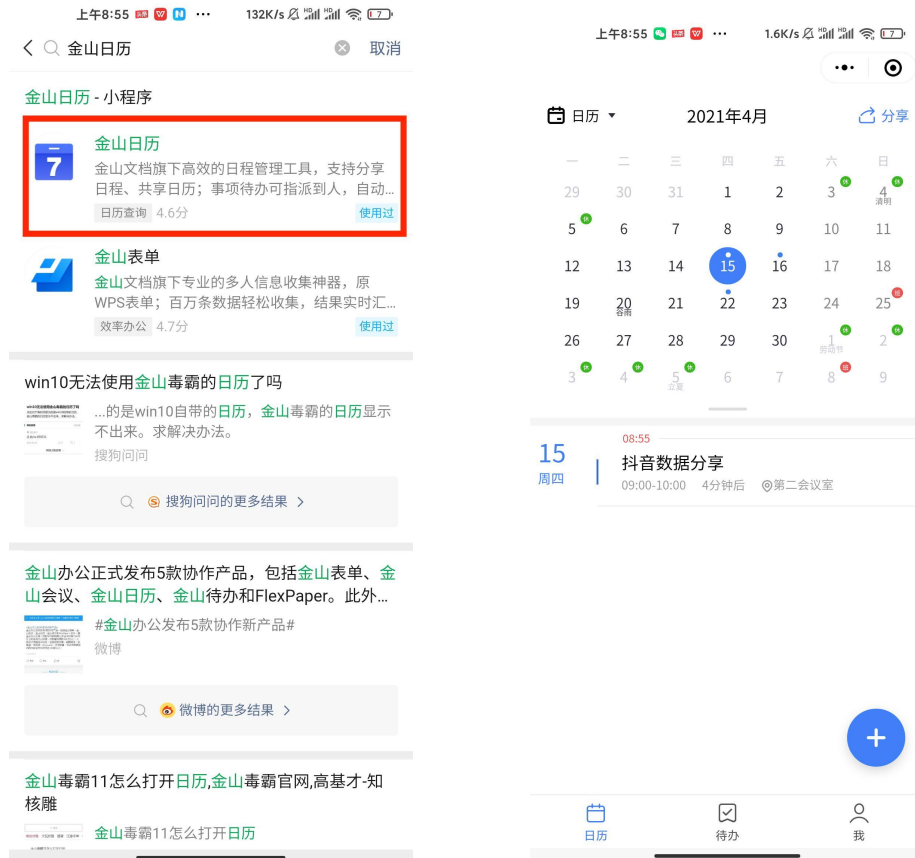 上午8:55 ··· 132K/s 7
金山日历 取消
金山日历 - 小程序
7
金山日历
金山文档旗下高效的日程管理工具，支持分享
日程、共享日历；事项待办可指派到人，自动...
日历查询 4.6分 使用过
金山表单
金山文档旗下专业的多人信息收集神器，原
WPS表单；百万条数据轻松收集，结果实时汇...
效率办公 4.7分 使用过
win10无法使用金山毒霸的日历了吗
...的是win10自带的日历，金山毒霸的日历显示
不出来。求解决办法。
搜狗问问
搜狗问问的更多结果
金山办公正式发布5款协作产品，包括金山表单、金
山会议、金山日历、金山待办和FlexPaper。此外...
#金山办公发布5款协作新产品#
微博
微博的更多结果
金山毒霸11怎么打开日历,金山毒霸官网,高基才-知
核雕
金山毒霸11怎么打开日历
上午8:55 ··· 1.6K/s 7
日历 2021年4月 分享
一 二 三 四 五 六 日
29 30 31 1 2 3 休 4 休
清明
5 休 6 7 8 9 10 11
12 13 14 15 16 17 18
19 20 21 22 23 24 25 班
谷雨
26 27 28 29 30 1 休 2 休
劳动节
3 休 4 休 5 休 6 7 8 班 9
立夏
15
周四
08:55
抖音数据分享
09:00-10:00 4分钟后 第二会议室
日历 待办 我